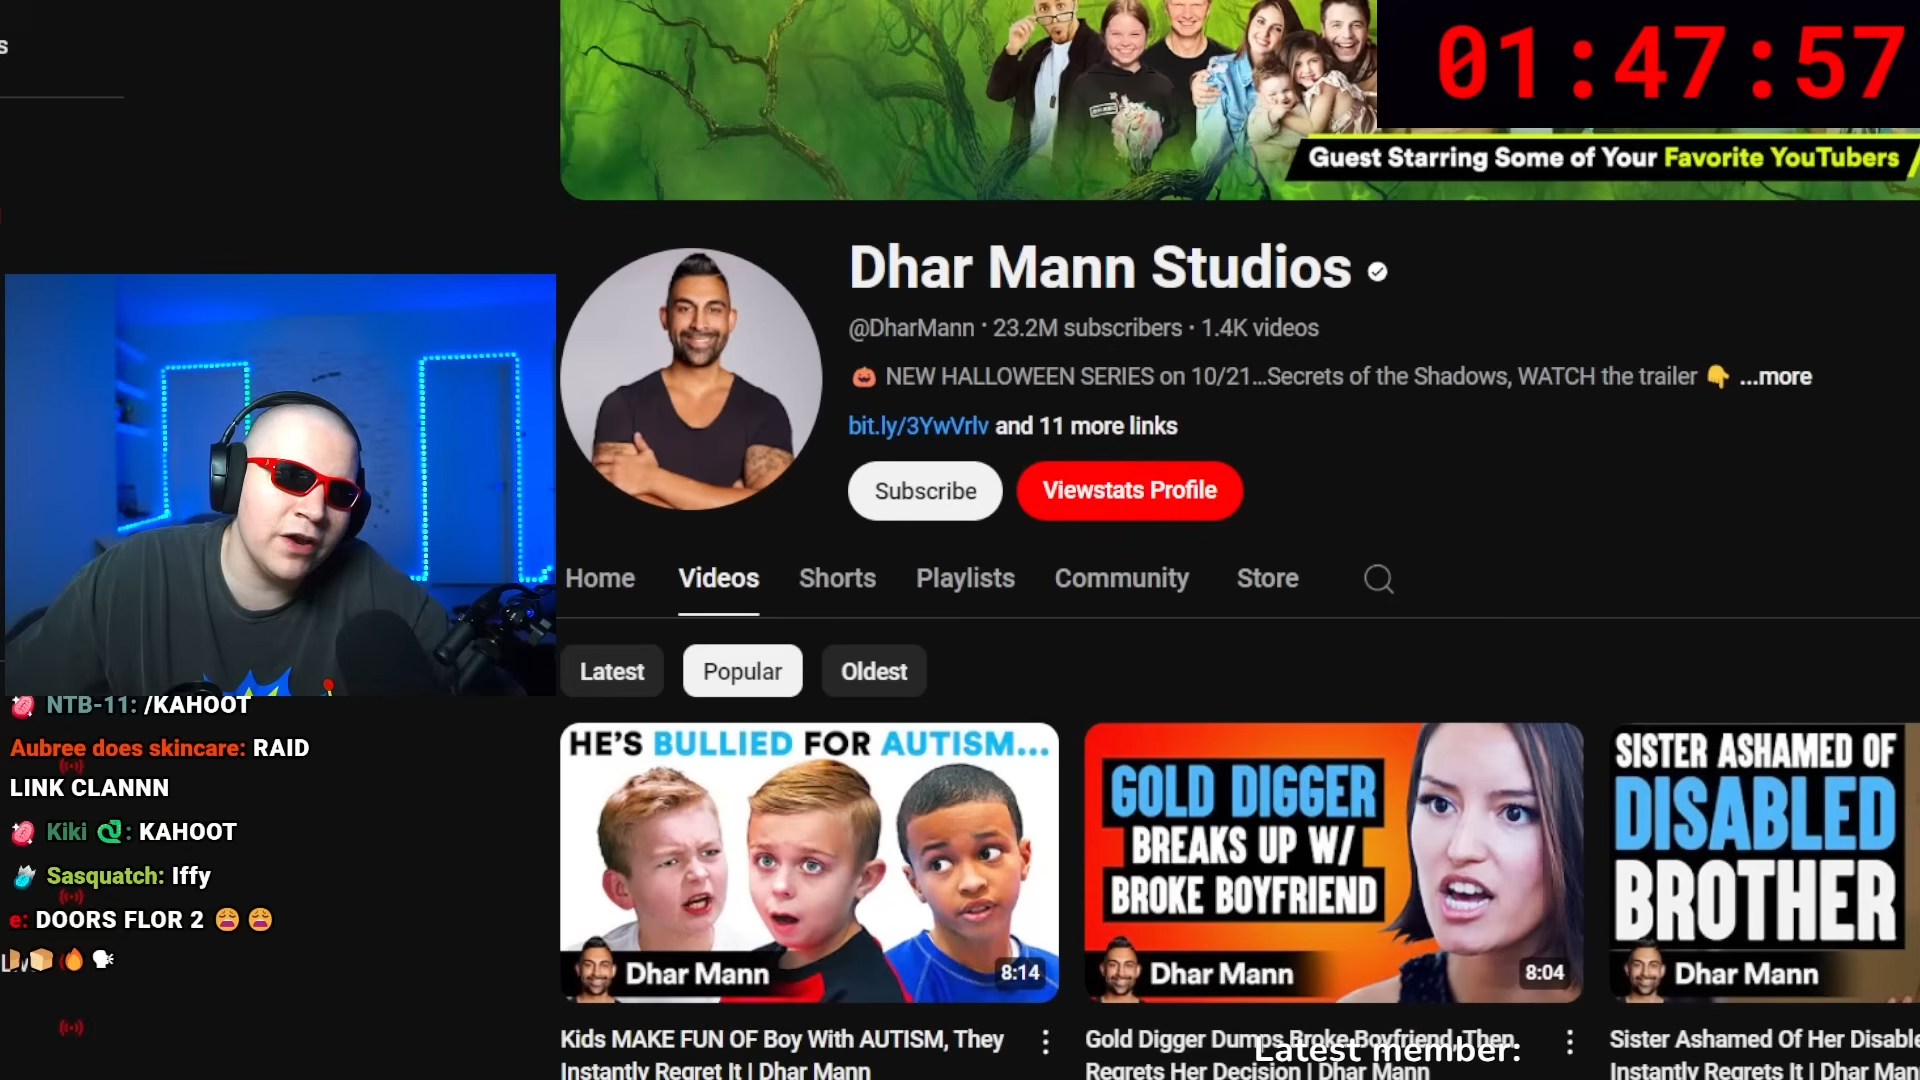 s
01:47:57
Guest Starring Some of Your Favorite YouTubers
Dhar Mann Studios
@DharMann · 23.2M subscribers · 1.4K videos
🎃 NEW HALLOWEEN SERIES on 10/21...Secrets of the Shadows, WATCH the trailer 👇 ...more
bit.ly/3YwVrlv and 11 more links
Subscribe
Viewstats Profile
Home Videos Shorts Playlists Community Store
Latest Popular Oldest
NTB-11: /KAHOOT
Aubree does skincare: RAID
LINK CLANNN
Kiki: KAHOOT
Sasquatch: Iffy
e: DOORS FLOR 2 😩 😩
🍞 🔥 🗣
HE'S BULLIED FOR AUTISM...
Dhar Mann
8:14
Kids MAKE FUN OF Boy With AUTISM, They
Instantly Regret It | Dhar Mann
GOLD DIGGER
BREAKS UP W/
BROKE BOYFRIEND
Dhar Mann
8:04
Gold Digger Dumps Broke Boyfriend, Then
Regrets Her Decision | Dhar Mann
SISTER ASHAMED OF
DISABLED
BROTHER
Dhar Mann
Sister Ashamed Of Her Disable
Instantly Regrets It | Dhar Man
Latest member: